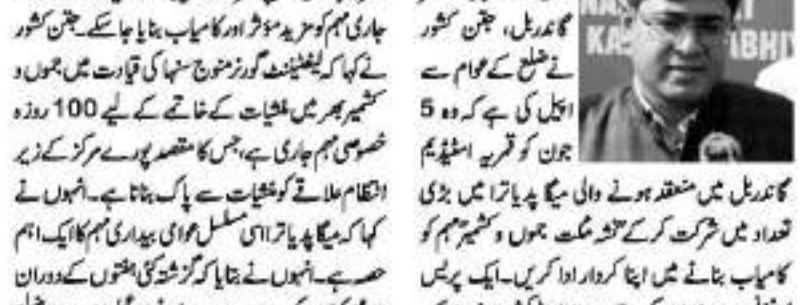 گاندربل، جتن کشور
نے ضلع کے عوام سے
اپیل کی ہے کہ وہ 5
جون کو قمریہ اسٹیڈیم
گاندربل میں منعقد ہونے والی میگا پدیاترا میں بڑی
تعداد میں شرکت کرکے نشہ مکت جموں و کشمیر مہم کو
کامیاب بنانے میں اپنا کردار ادا کریں۔ ایک پریس
جاری مہم کو مزید مؤثر اور کامیاب بنایا جاسکے۔ جتن کشور
نے کہا کہ لیفٹیننٹ گورنر منوج سنہا کی قیادت میں جموں و
کشمیر بھر میں منشیات کے خاتمے کے لیے 100 روزہ
خصوصی مہم جاری ہے، جس کا مقصد پورے مرکز کے زیر
انتظام علاقے کو منشیات سے پاک بنانا ہے۔ انہوں نے
کہا کہ میگا پدیاترا اسی مسلسل عوامی بیداری مہم کا ایک اہم
حصہ ہے۔ انہوں نے بتایا کہ گزشتہ کئی ہفتوں کے دوران
KA
ABHIY